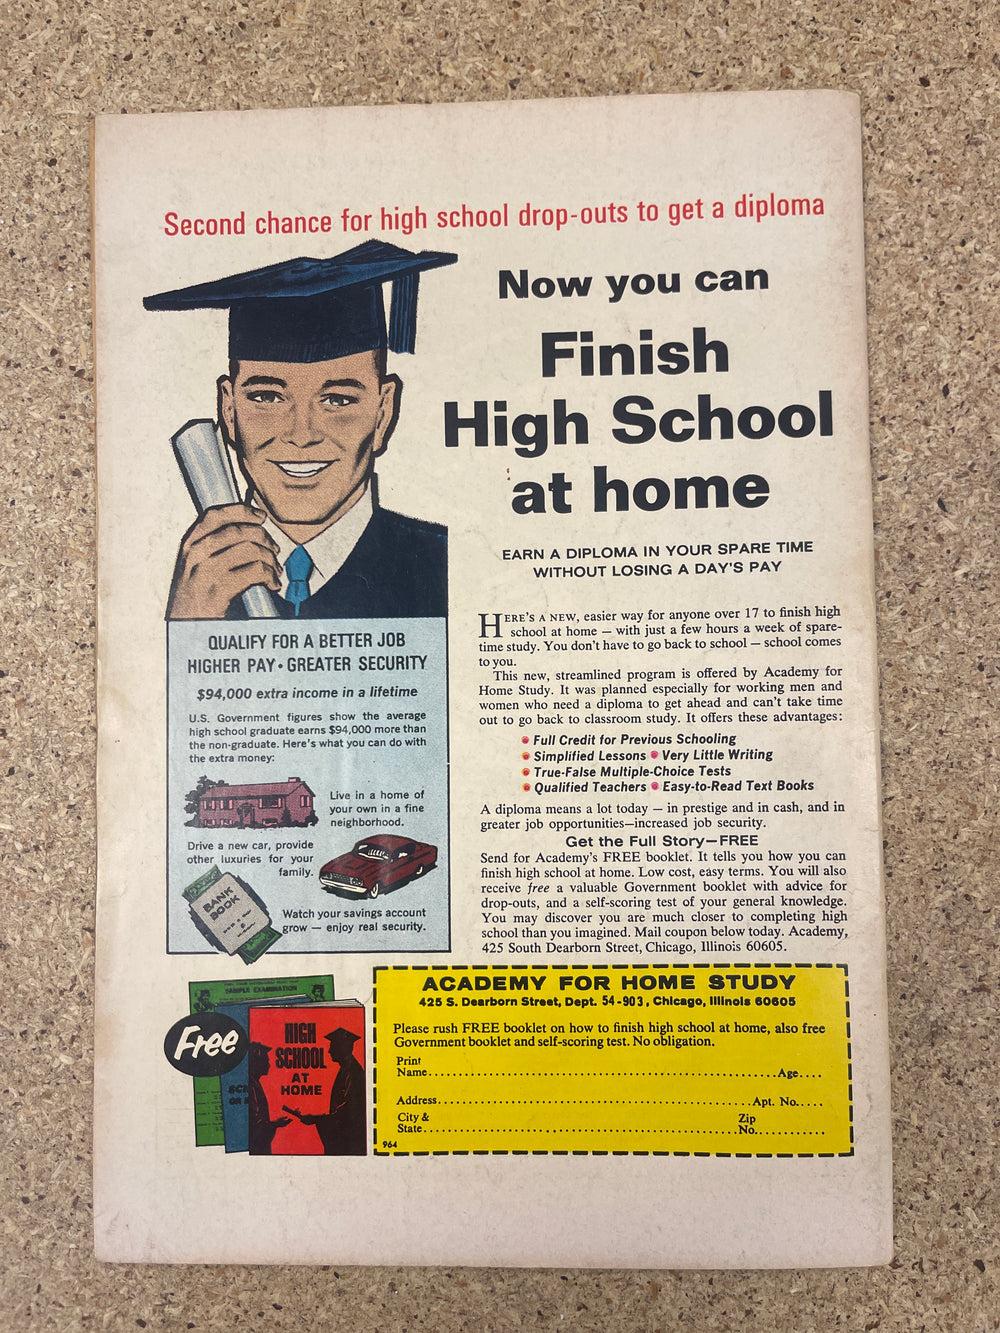 Second chance for high school drop-outs to get a diploma
Now you can
Finish
High School
at home
EARN A DIPLOMA IN YOUR SPARE TIME
WITHOUT LOSING A DAY'S PAY
QUALIFY FOR A BETTER JOB
HIGHER PAY • GREATER SECURITY
$94,000 extra income in a lifetime
U.S. Government figures show the average
high school graduate earns $94,000 more than
the non-graduate. Here's what you can do with
the extra money:
Live in a home of
your own in a fine
neighborhood.
Drive a new car, provide
other luxuries for your
family.
BANK
BOOK
Watch your savings account
grow — enjoy real security.
HERE'S A NEW, easier way for anyone over 17 to finish high
school at home — with just a few hours a week of spare-
time study. You don't have to go back to school — school comes
to you.
This new, streamlined program is offered by Academy for
Home Study. It was planned especially for working men and
women who need a diploma to get ahead and can't take time
out to go back to classroom study. It offers these advantages:
• Full Credit for Previous Schooling
• Simplified Lessons • Very Little Writing
• True-False Multiple-Choice Tests
• Qualified Teachers • Easy-to-Read Text Books
A diploma means a lot today — in prestige and in cash, and in
greater job opportunities—increased job security.
Get the Full Story—FREE
Send for Academy's FREE booklet. It tells you how you can
finish high school at home. Low cost, easy terms. You will also
receive free a valuable Government booklet with advice for
drop-outs, and a self-scoring test of your general knowledge.
You may discover you are much closer to completing high
school than you imagined. Mail coupon below today. Academy,
425 South Dearborn Street, Chicago, Illinois 60605.
SAMPLE EXAMINATION
Free
HIGH
SCHOOL
AT
HOME
ACADEMY FOR HOME STUDY
425 S. Dearborn Street, Dept. 54-903, Chicago, Illinois 60605
Please rush FREE booklet on how to finish high school at home, also free
Government booklet and self-scoring test. No obligation.
Print
Name.......... Age....
Address.......... Apt. No.....
City & Zip
State.......... No..........
964